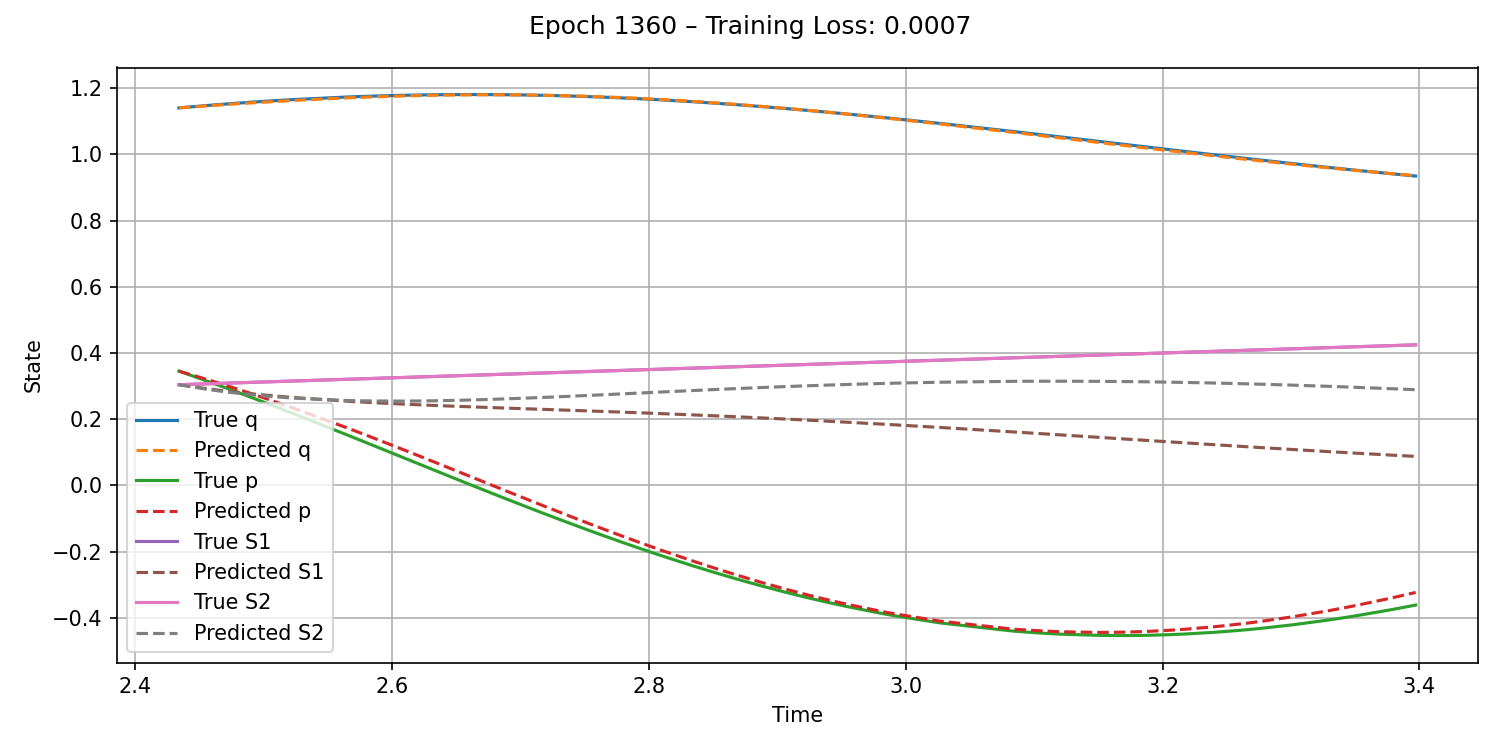 Epoch 1360 – Training Loss: 0.0007
1.2
1.0
0.8
0.6
0.4
0.2
0.0
−0.2
−0.4
State
True q
Predicted q
True p
Predicted p
True S1
Predicted S1
True S2
Predicted S2
2.4 2.6 2.8 3.0 3.2 3.4
Time